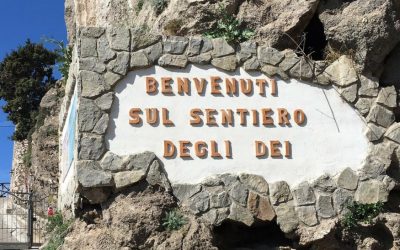 BENVENUTI
SUL SENTIERO
DEGLI DEI